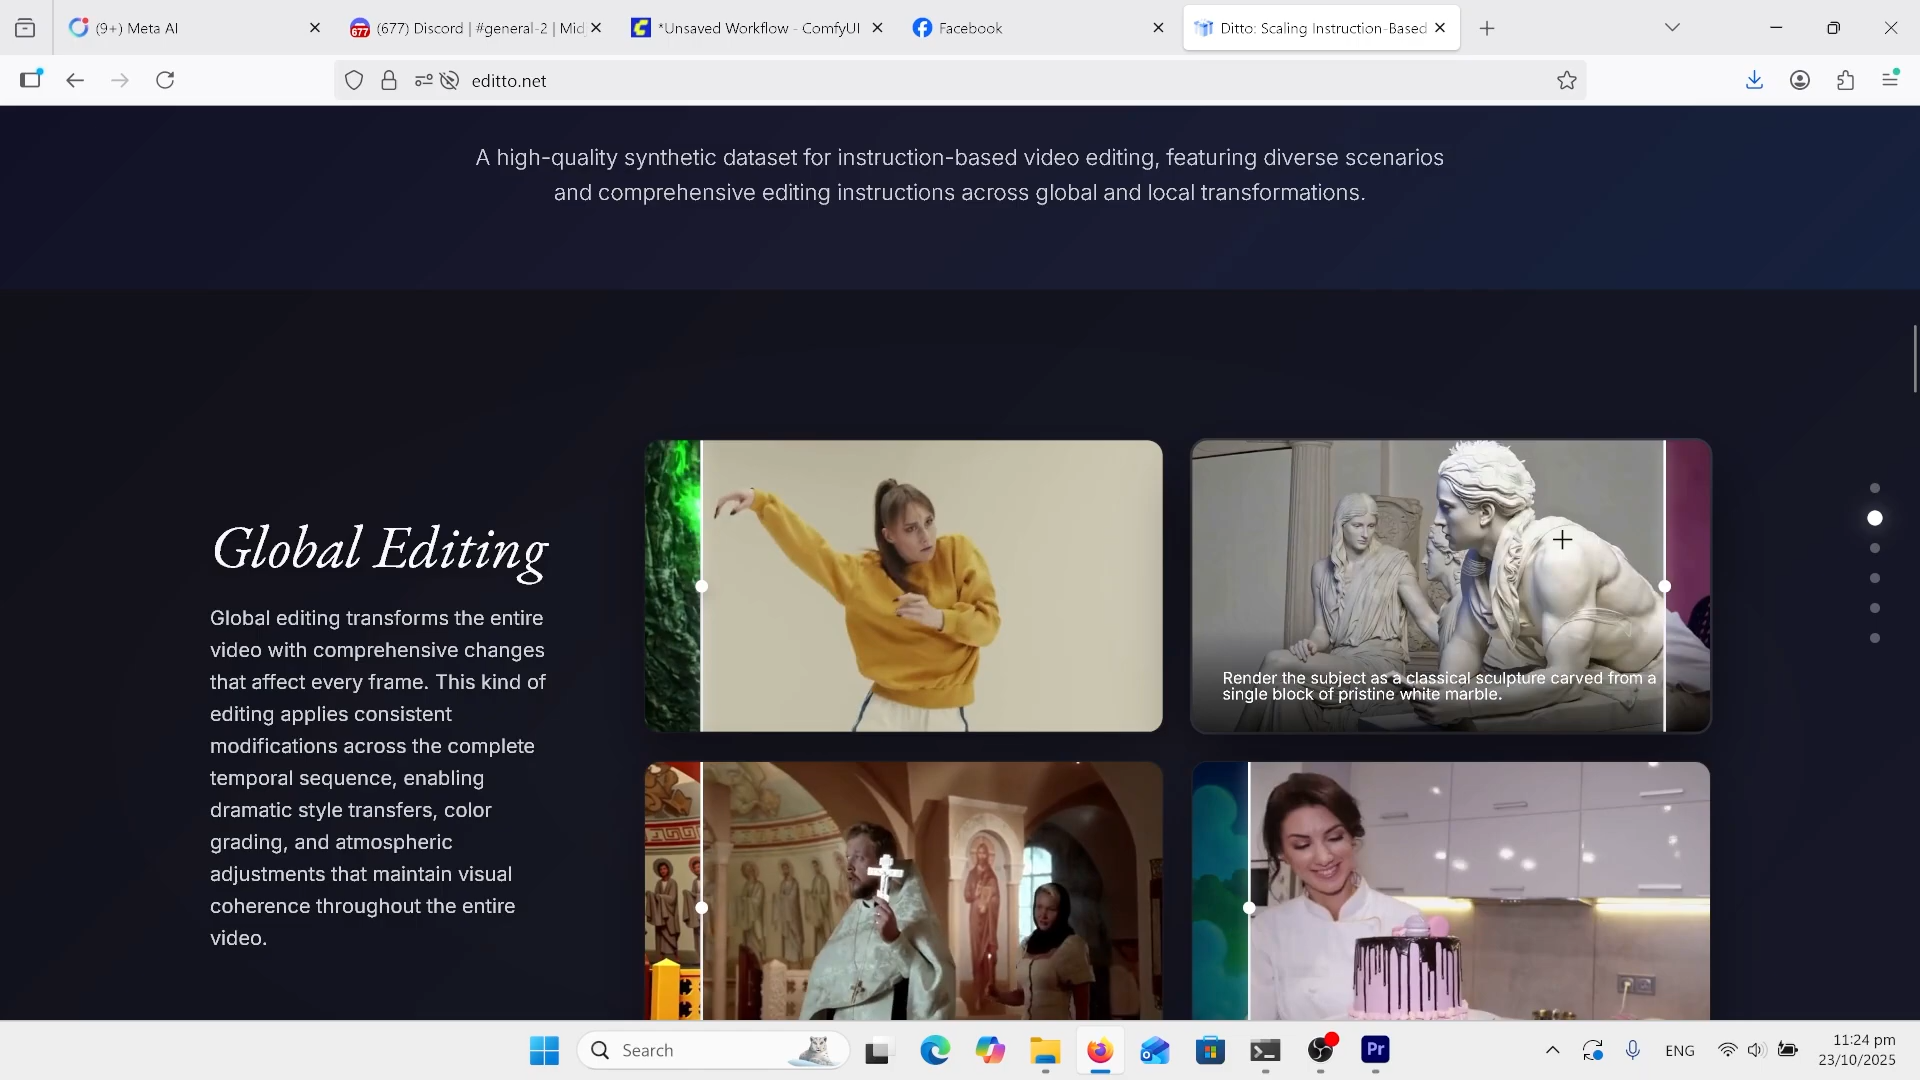 (9+) Meta AI
(677) Discord | #general-2 | Mid
*Unsaved Workflow - ComfyUI
Facebook
Ditto: Scaling Instruction-Based
677
editto.net
A high-quality synthetic dataset for instruction-based video editing, featuring diverse scenarios
and comprehensive editing instructions across global and local transformations.
Global Editing
Global editing transforms the entire
video with comprehensive changes
that affect every frame. This kind of
editing applies consistent
modifications across the complete
temporal sequence, enabling
dramatic style transfers, color
grading, and atmospheric
adjustments that maintain visual
coherence throughout the entire
video.
Render the subject as a classical sculpture carved from a
single block of pristine white marble.
Search
Pr
ENG
11:24 pm
23/10/2025